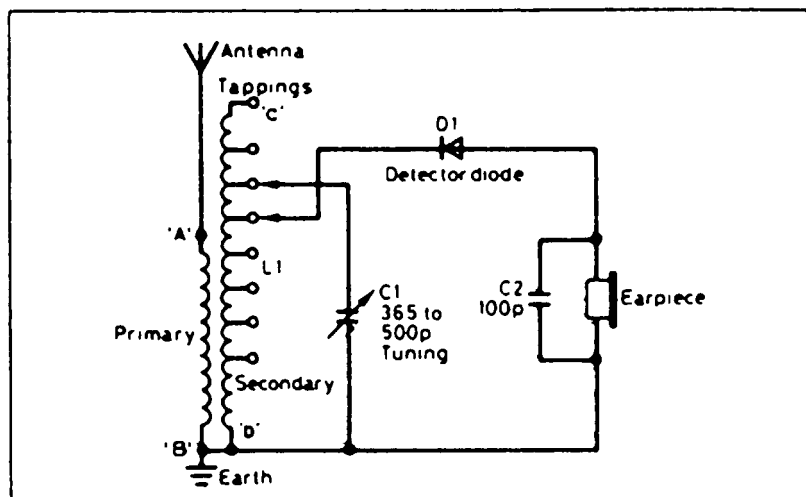 Antenna
Tappings
'C'
D1
Detector diode
'A'
L1
C1
365 to
500p
Tuning
C2
100p
Earpiece
Primary
Secondary
'D'
'B'
Earth